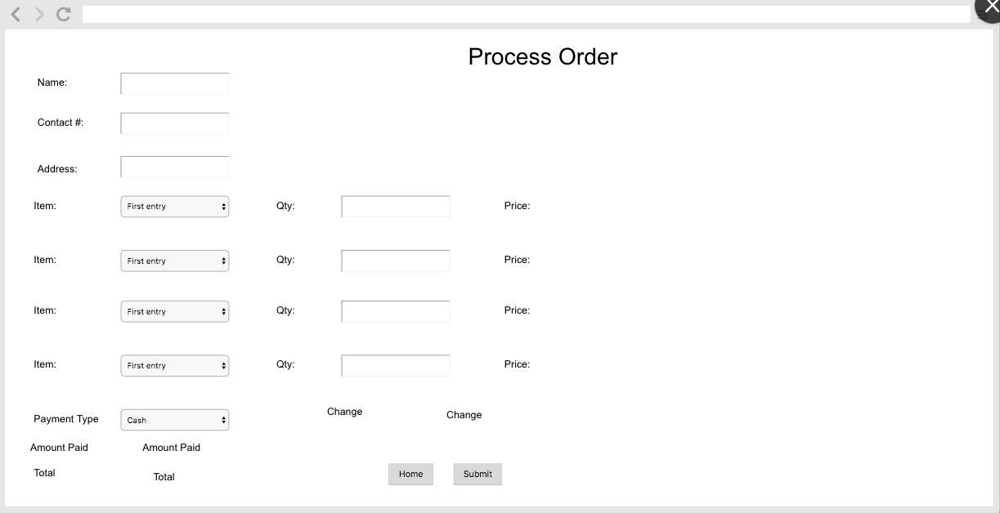 Process Order
Name:
Contact #:
Address:
Item: First entry Qty: Price:
Item: First entry Qty: Price:
Item: First entry Qty: Price:
Item: First entry Qty: Price:
Payment Type Cash Change Change
Amount Paid Amount Paid
Total Total
Home Submit